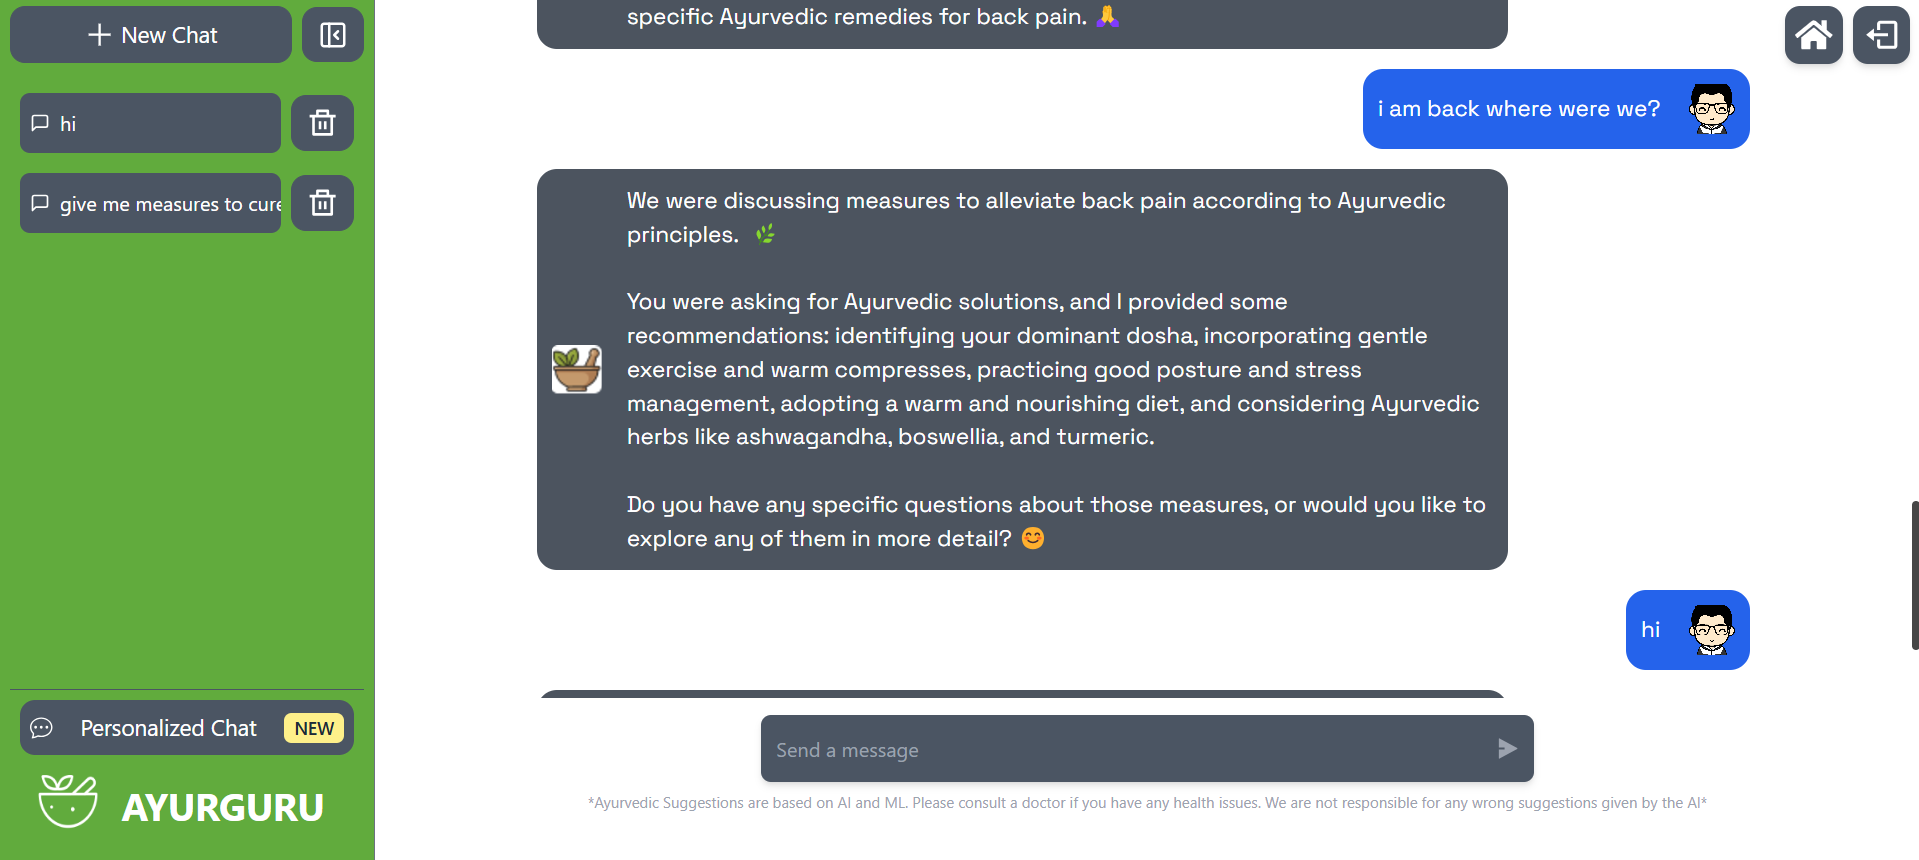 New Chat
hi
give me measures to cure
Personalized Chat NEW
AYURGURU
specific Ayurvedic remedies for back pain. 🙏
i am back where were we?
We were discussing measures to alleviate back pain according to Ayurvedic
principles. 🌿
You were asking for Ayurvedic solutions, and I provided some
recommendations: identifying your dominant dosha, incorporating gentle
exercise and warm compresses, practicing good posture and stress
management, adopting a warm and nourishing diet, and considering Ayurvedic
herbs like ashwagandha, boswellia, and turmeric.
Do you have any specific questions about those measures, or would you like to
explore any of them in more detail? 😊
hi
Send a message
*Ayurvedic Suggestions are based on AI and ML. Please consult a doctor if you have any health issues. We are not responsible for any wrong suggestions given by the AI*